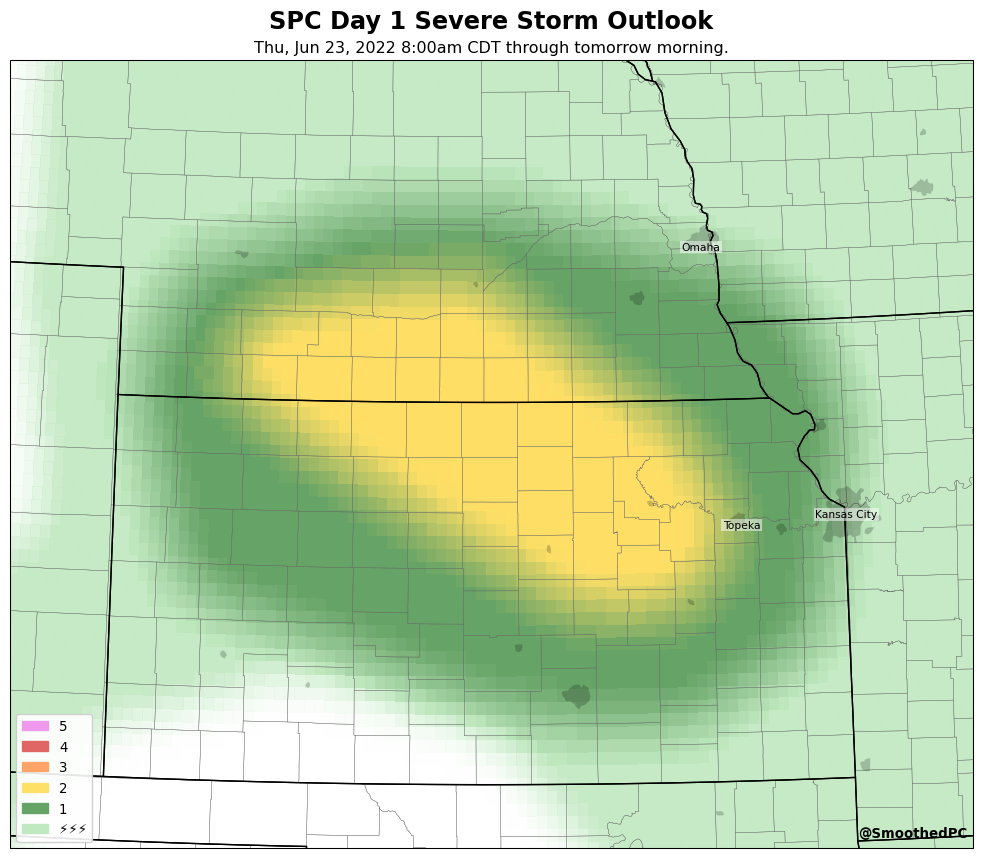 SPC Day 1 Severe Storm Outlook
Thu, Jun 23, 2022 8:00am CDT through tomorrow morning.
Omaha
Kansas City
Topeka
5
4
3
2
1
⚡⚡⚡
@SmoothedPC